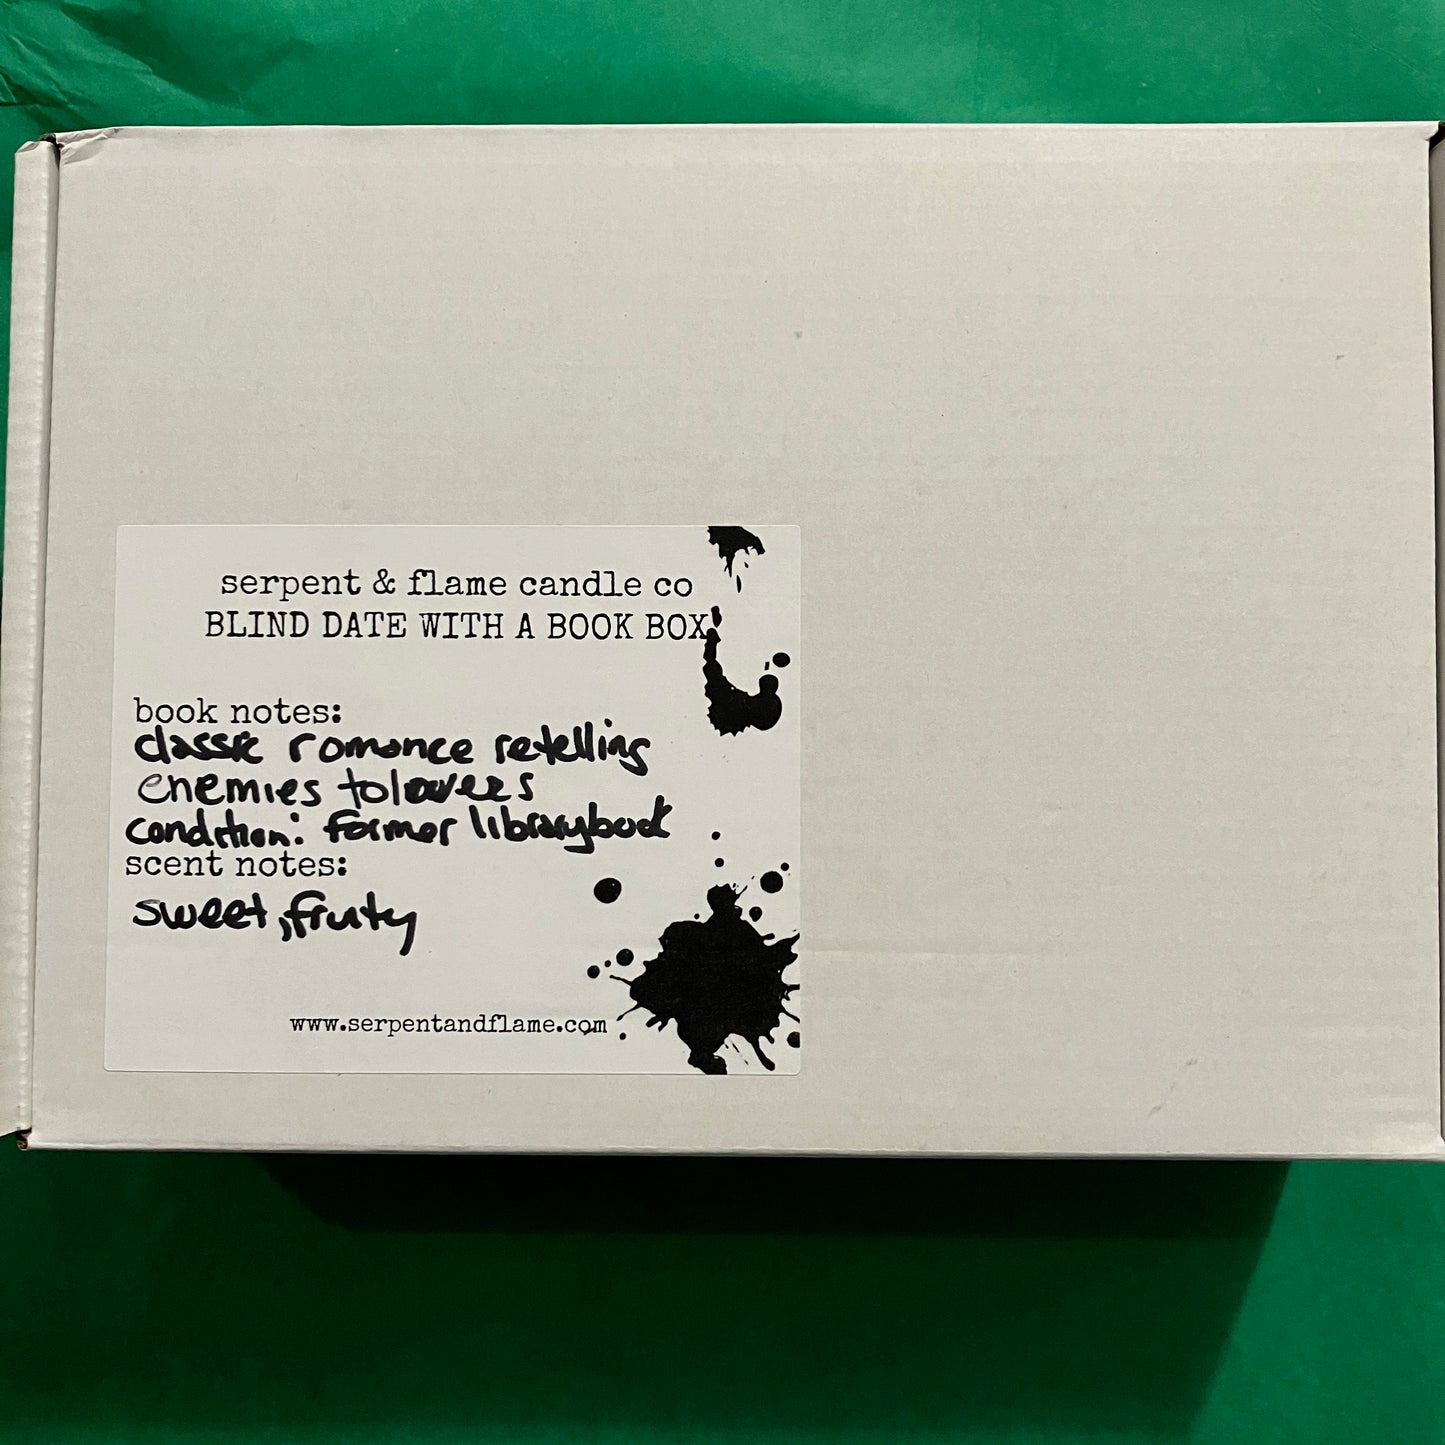 serpent & flame candle co
BLIND DATE WITH A BOOK BOX
book notes:
classic romance retelling
enemies to lovers
condition: former library book
scent notes:
sweet, fruity
www.serpentandflame.com